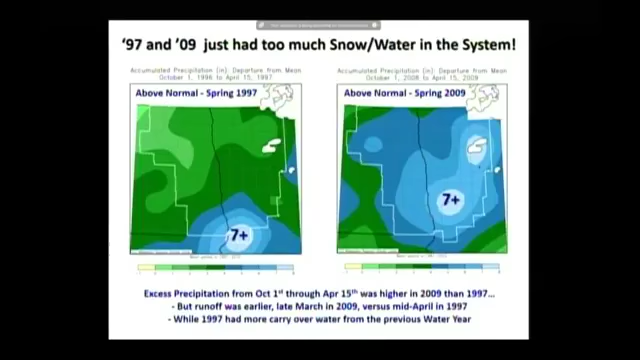 '97 and '09 just had too much Snow/Water in the System!
Accumulated Precipitation (in): Departure from Mean
October 1, 1996 to April 15, 1997
Accumulated Precipitation (in): Departure from Mean
October 1, 2008 to April 15, 2009
Above Normal - Spring 1997
Above Normal - Spring 2009
7+
7+
Excess Precipitation from Oct 1st through Apr 15th was higher in 2009 than 1997...
- But runoff was earlier, late March in 2009, versus mid-April in 1997
- While 1997 had more carry over water from the previous Water Year